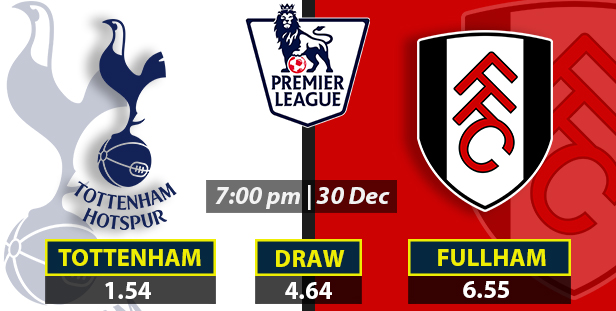 PREMIER
LEAGUE
FFC
TOTTENHAM
HOTSPUR
7:00 pm | 30 Dec
TOTTENHAM DRAW FULLHAM
1.54 4.64 6.55